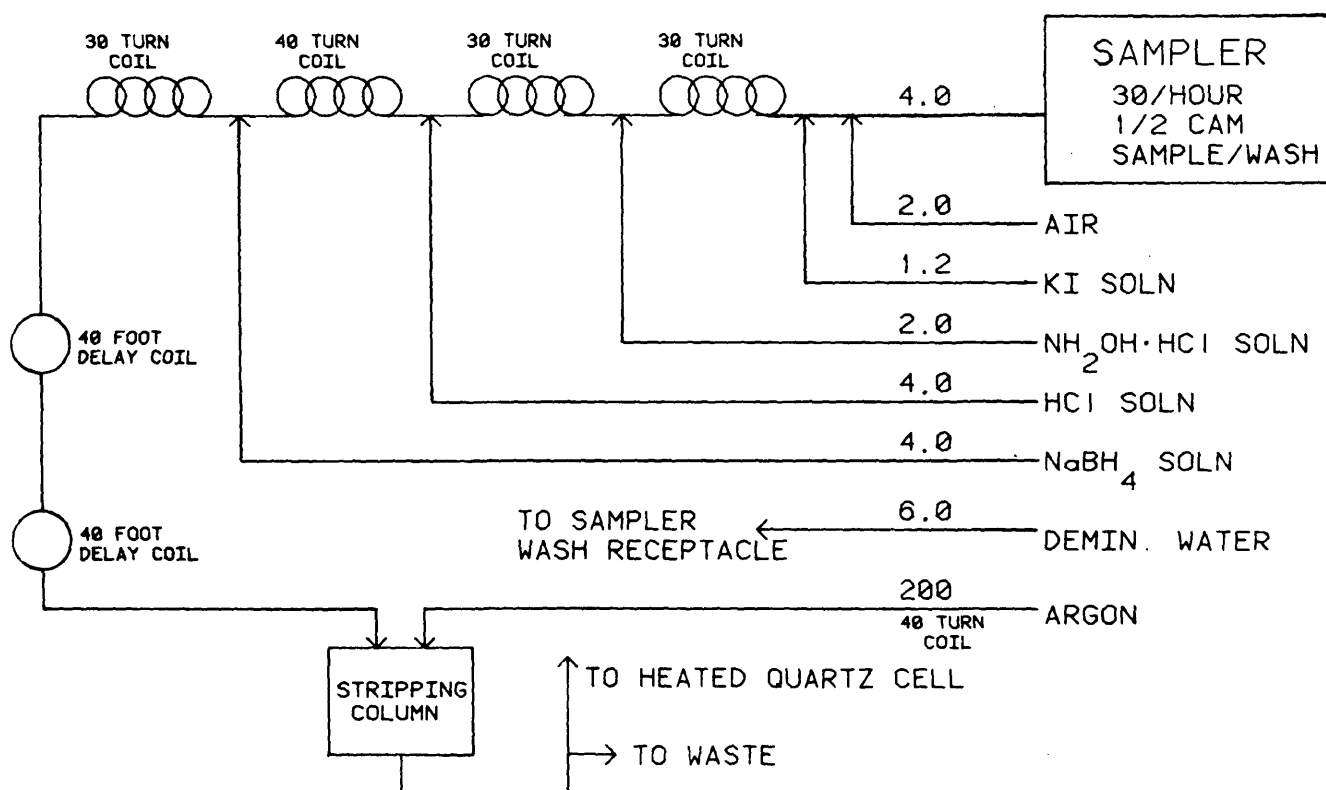 30 TURN
COIL
40 TURN
COIL
30 TURN
COIL
30 TURN
COIL
4.0
SAMPLER
30/HOUR
1/2 CAM
SAMPLE/WASH
2.0
AIR
1.2
KI SOLN
2.0
NH2OH·HCl SOLN
4.0
HCl SOLN
4.0
NaBH4 SOLN
40 FOOT
DELAY COIL
TO SAMPLER
WASH RECEPTACLE
6.0
DEMIN. WATER
40 FOOT
DELAY COIL
200
40 TURN
COIL
ARGON
STRIPPING
COLUMN
TO HEATED QUARTZ CELL
TO WASTE